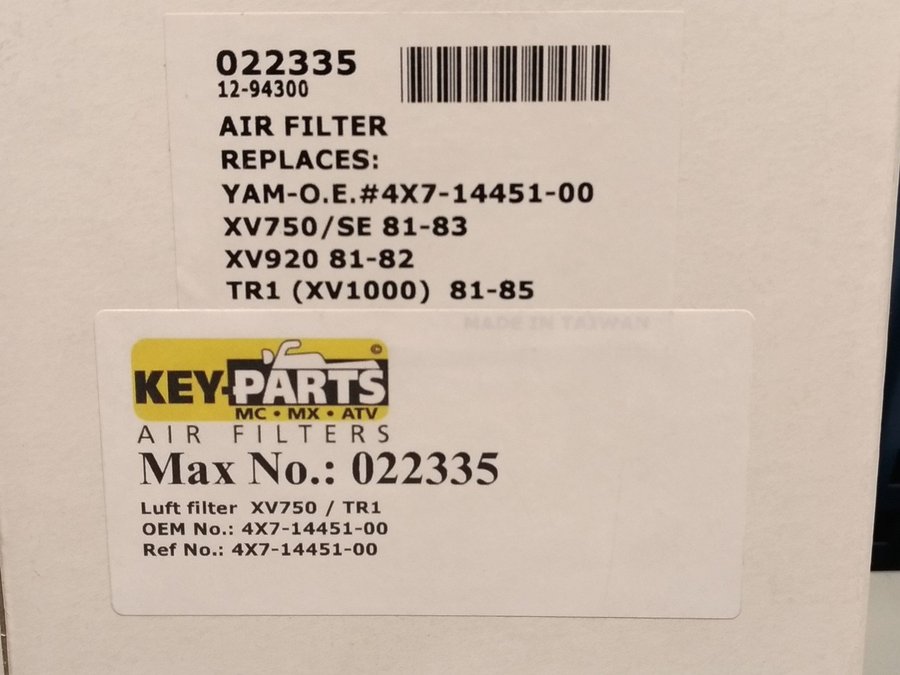 022335
12-94300
AIR FILTER
REPLACES:
YAM-O.E.#4X7-14451-00
XV750/SE 81-83
XV920 81-82
TR1 (XV1000) 81-85
MADE IN TAIWAN
©
KEY-PARTS
MC • MX • ATV
AIR FILTERS
Max No.: 022335
Luft filter XV750 / TR1
OEM No.: 4X7-14451-00
Ref No.: 4X7-14451-00